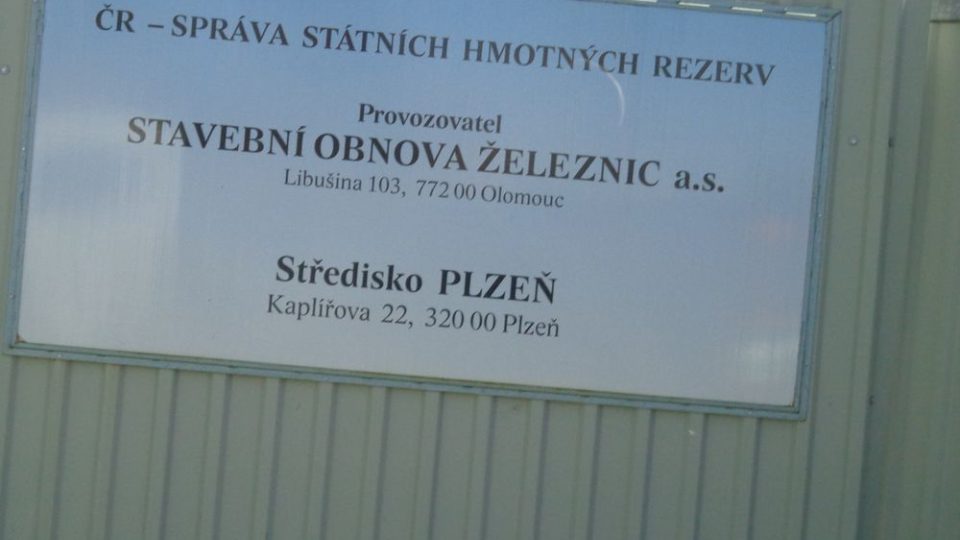 ČR – SPRÁVA STÁTNÍCH HMOTNÝCH REZERV
Provozovatel
STAVEBNÍ OBNOVA ŽELEZNIC a.s.
Libušina 103, 772 00 Olomouc
Středisko PLZEŇ
Kaplířova 22, 320 00 Plzeň